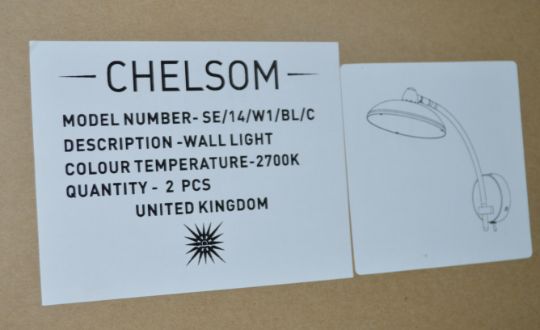 CHELSOM
MODEL NUMBER- SE/14/W1/BL/C
DESCRIPTION -WALL LIGHT
COLOUR TEMPERATURE-2700K
QUANTITY - 2 PCS
UNITED KINGDOM